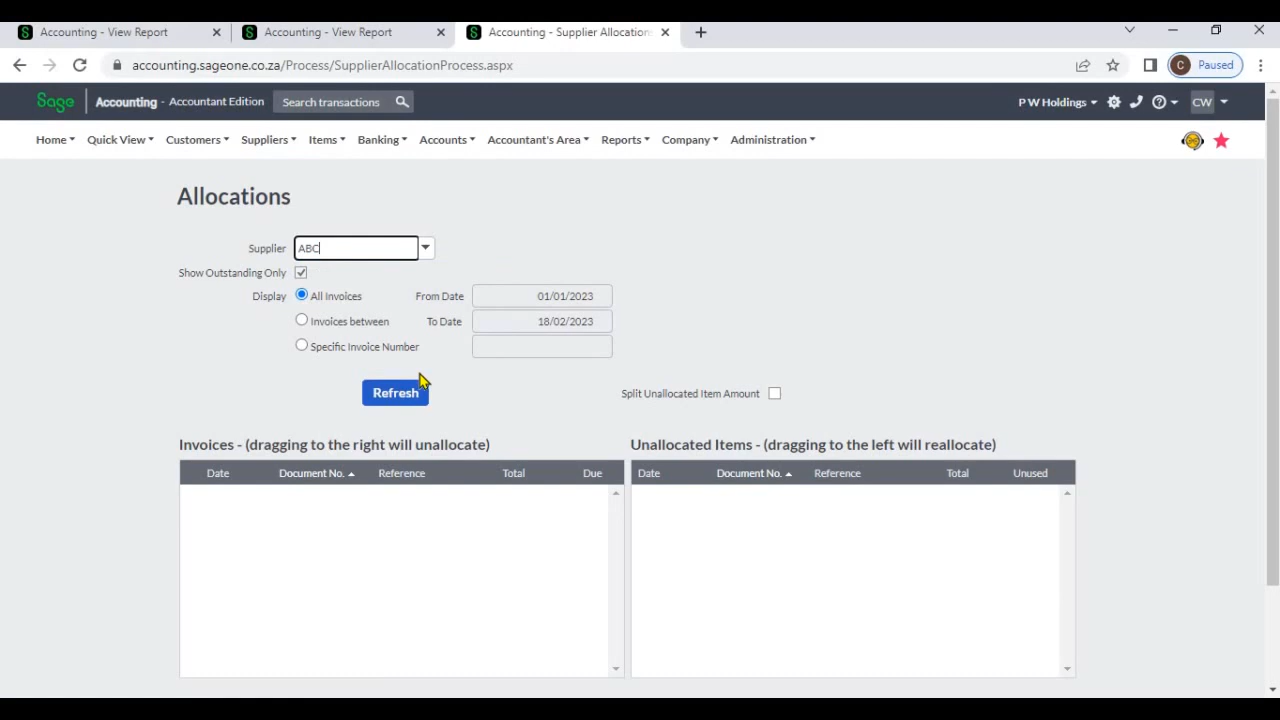 Accounting - View Report
Accounting - View Report
Accounting - Supplier Allocation
accounting.sageone.co.za/Process/SupplierAllocationProcess.aspx
C Paused
Sage Accounting - Accountant Edition Search transactions P W Holdings CW
Home Quick View Customers Suppliers Items Banking Accounts Accountant's Area Reports Company Administration
Allocations
Supplier ABC
Show Outstanding Only
Display All Invoices From Date 01/01/2023
Invoices between To Date 18/02/2023
Specific Invoice Number
Refresh Split Unallocated Item Amount
Invoices - (dragging to the right will unallocate) Unallocated Items - (dragging to the left will reallocate)
Date Document No. Reference Total Due Date Document No. Reference Total Unused